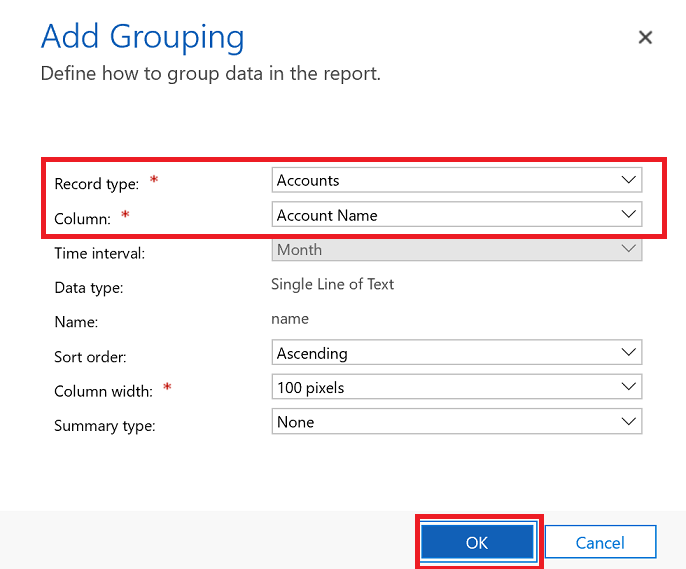 Add Grouping
Define how to group data in the report.
Record type: * Accounts
Column: * Account Name
Time interval: Month
Data type: Single Line of Text
Name: name
Sort order: Ascending
Column width: * 100 pixels
Summary type: None
OK Cancel